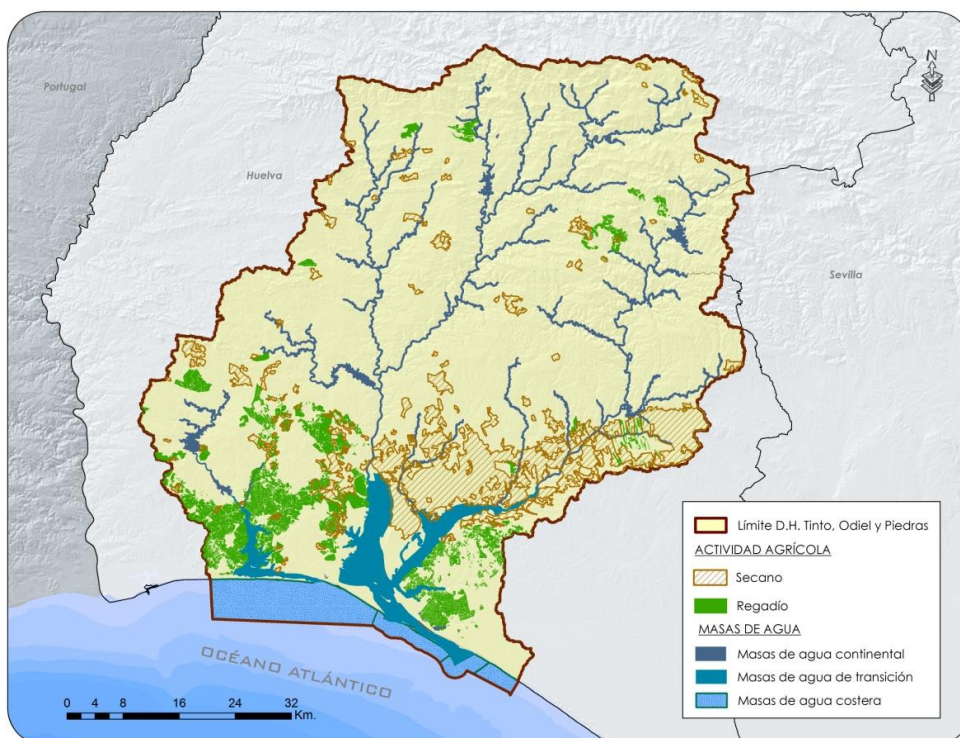 Portugal
N
Huelva
Sevilla
OCÉANO ATLÁNTICO
0 4 8 16 24 32
Km.
Límite D.H. Tinto, Odiel y Piedras
ACTIVIDAD AGRÍCOLA
Secano
Regadío
MASAS DE AGUA
Masas de agua continental
Masas de agua de transición
Masas de agua costera